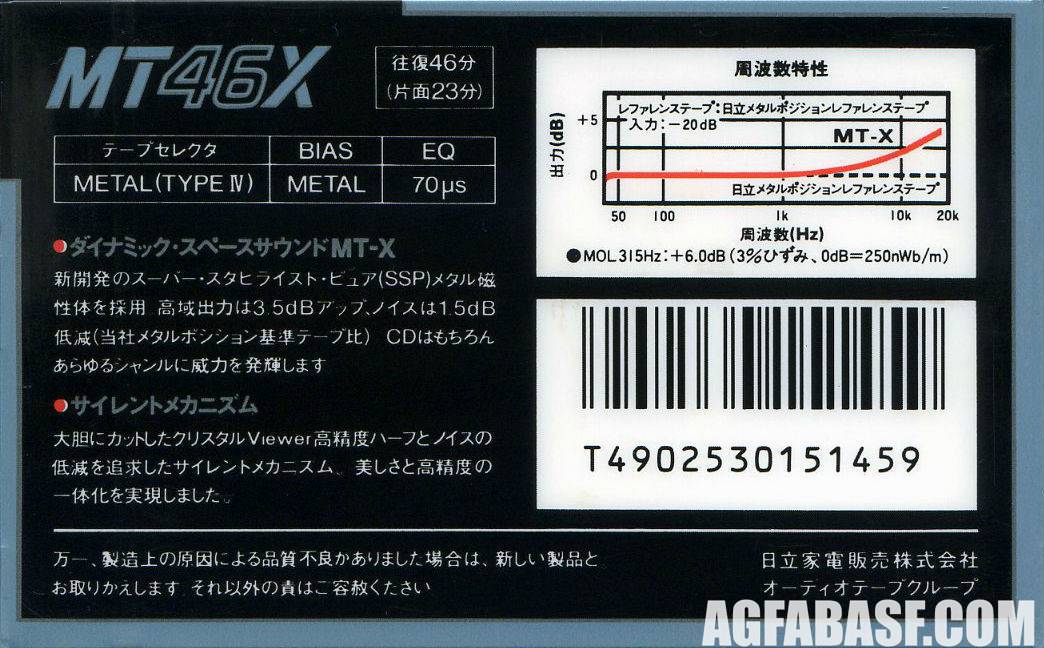 MT46X
往復46分
(片面23分)
テープセレクタ BIAS EQ
METAL(TYPE Ⅳ) METAL 70μs
●ダイナミック・スペースサウンドMT-X
新開発のスーパー・スタビライスト・ピュア(SSP)メタル磁
性体を採用 高域出力は3.5dBアップ、ノイズは1.5dB
低減(当社メタルポジション基準テープ比) CDはもちろん
あらゆるジャンルに威力を発揮します
●サイレントメカニズム
大胆にカットしたクリスタルViewer高精度ハーフとノイズの
低減を追求したサイレントメカニズム、美しさと高精度の
一体化を実現しました。
周波数特性
レファレンステープ:日立メタルポジションレファレンステープ
入力:-20dB
+5
MT-X
出力(dB)
0
日立メタルポジションレファレンステープ
50 100 1k 10k 20k
周波数(Hz)
●MOL315Hz:+6.0dB(3%ひずみ、0dB=250nWb/m)
T4902530151459
万一、製造上の原因による品質不良がありました場合は、新しい製品と
お取りかえします それ以外の責はご容赦ください
日立家電販売株式会社
オーディオテープグループ
AGFABASF.COM